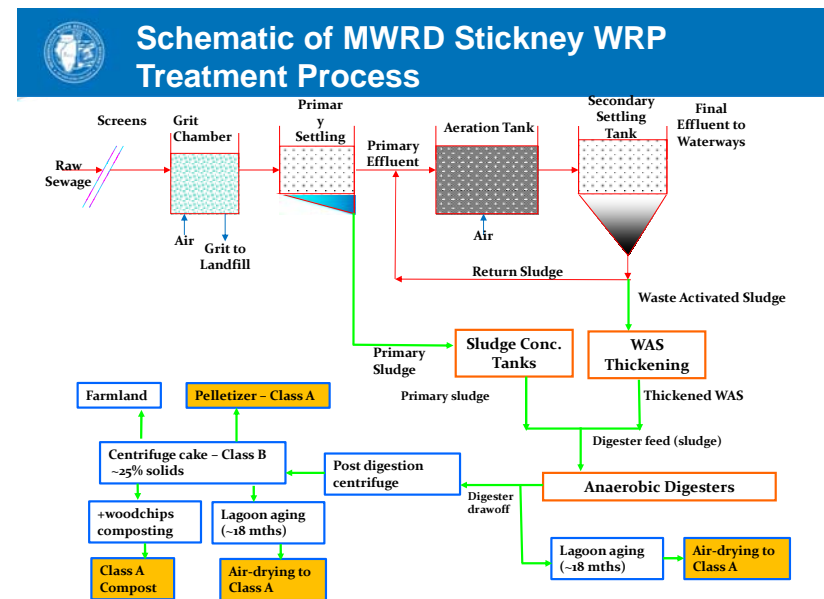 Schematic of MWRD Stickney WRP
Treatment Process
Screens
Grit
Chamber
Primar
y
Settling
Primary
Effluent
Aeration Tank
Secondary
Settling
Tank
Final
Effluent to
Waterways
Raw
Sewage
Air
Grit to
Landfill
Air
Return Sludge
Waste Activated Sludge
Primary
Sludge
Sludge Conc.
Tanks
WAS
Thickening
Primary sludge
Thickened WAS
Farmland
Pelletizer – Class A
Digester feed (sludge)
Centrifuge cake – Class B
~25% solids
Post digestion
centrifuge
Digester
drawoff
Anaerobic Digesters
+woodchips
composting
Lagoon aging
(~18 mths)
Lagoon aging
(~18 mths)
Air-drying to
Class A
Class A
Compost
Air-drying to
Class A